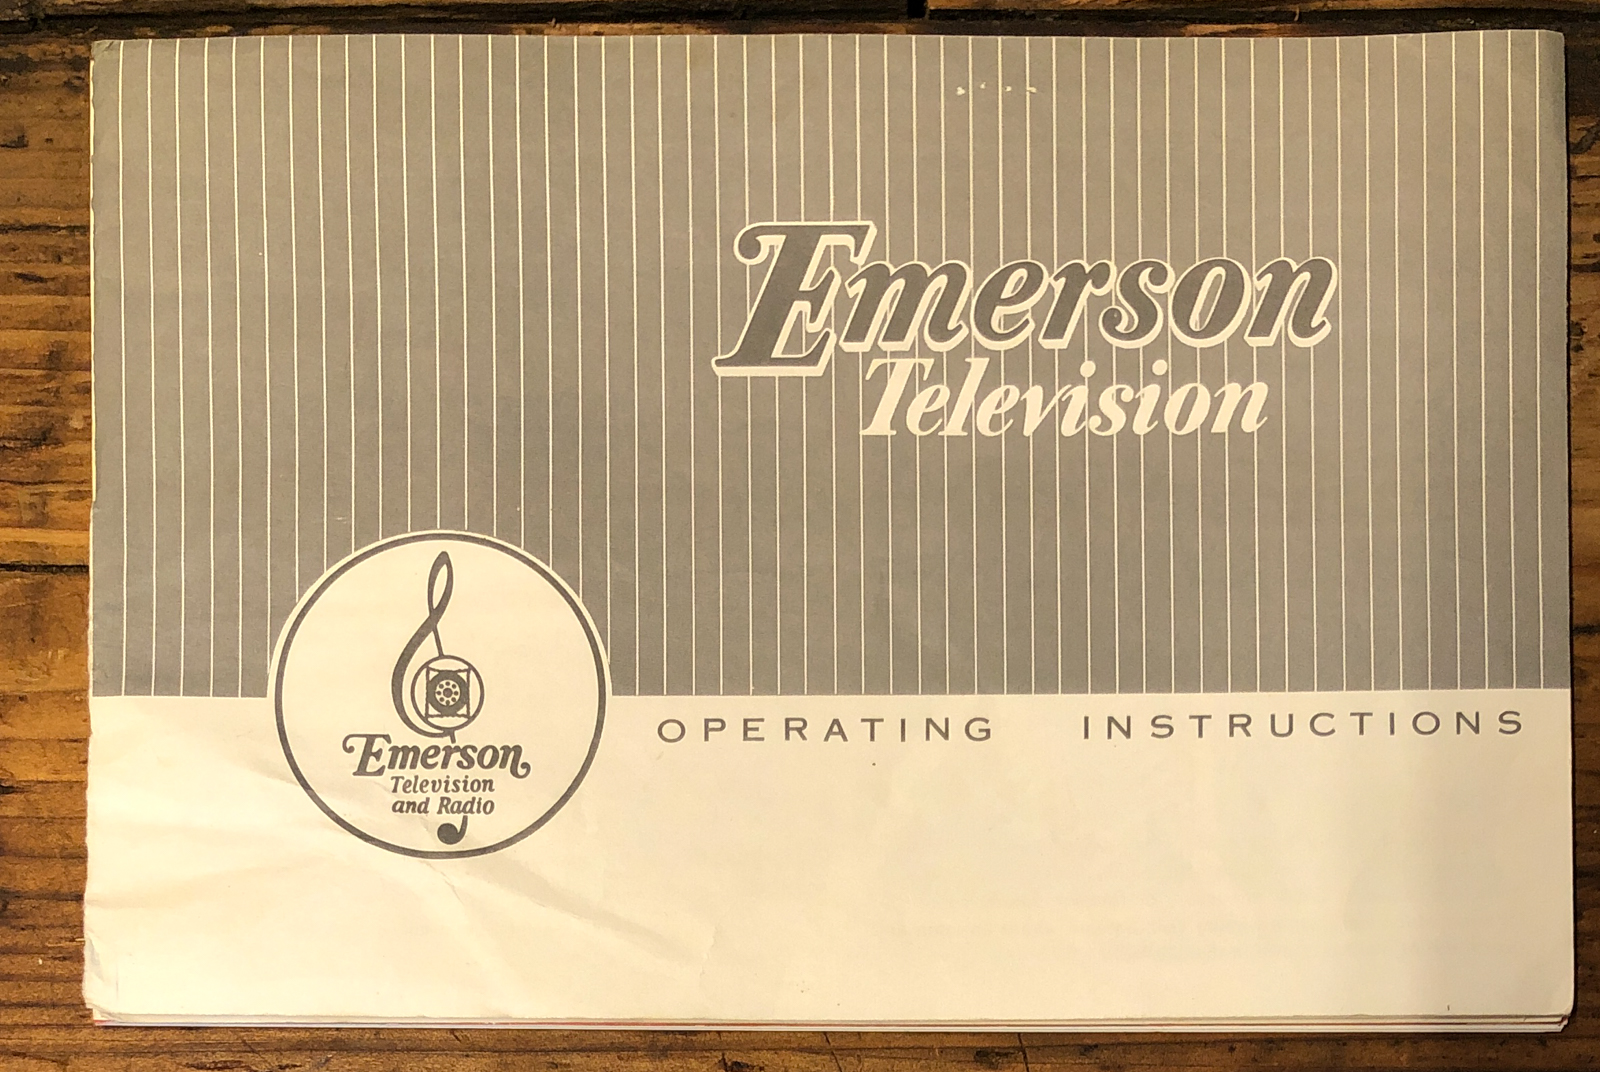 Emerson
Television
OPERATING INSTRUCTIONS
Emerson
Television
and Radio